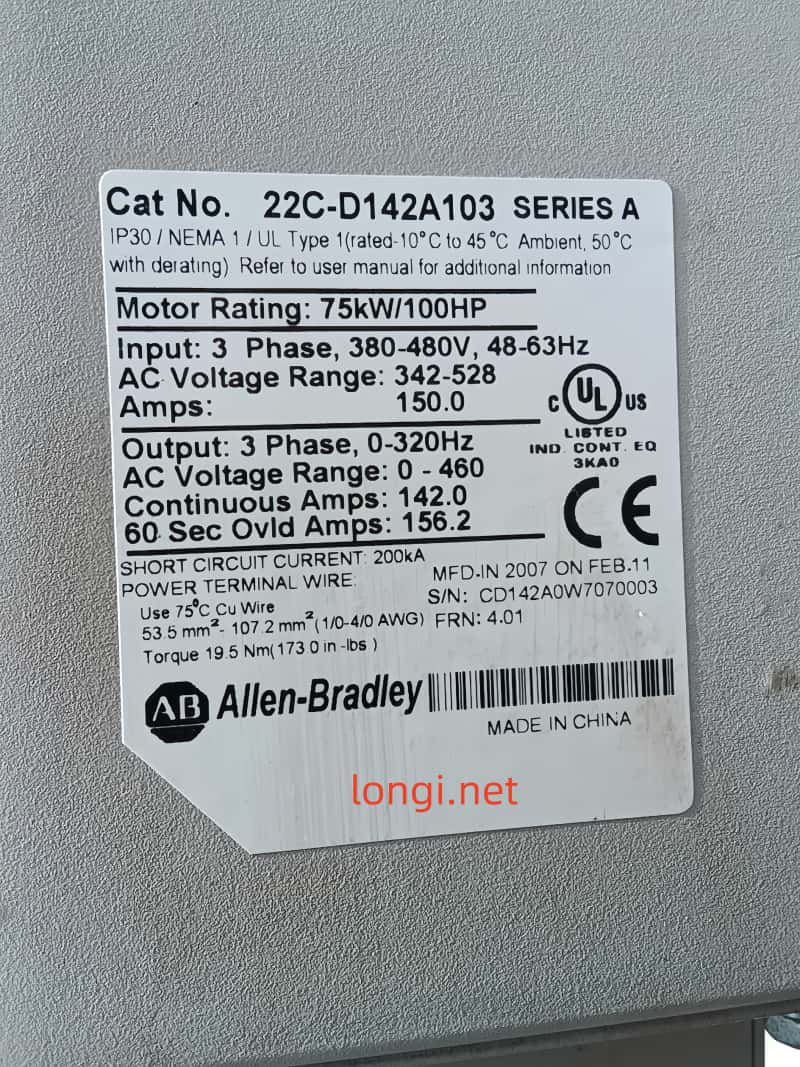 Cat No. 22C-D142A103 SERIES A
IP30 / NEMA 1 / UL Type 1(rated-10°C to 45°C Ambient, 50°C
with derating) Refer to user manual for additional information
Motor Rating: 75kW/100HP
Input: 3 Phase, 380-480V, 48-63Hz
AC Voltage Range: 342-528
Amps: 150.0
C UL US
LISTED
IND. CONT. EQ
3KA0
Output: 3 Phase, 0-320Hz
AC Voltage Range: 0 - 460
Continuous Amps: 142.0
60 Sec Ovld Amps: 156.2
CE
SHORT CIRCUIT CURRENT: 200kA
POWER TERMINAL WIRE:
Use 75°C Cu Wire
53.5 mm²- 107.2 mm²(1/0-4/0 AWG)
Torque 19.5 Nm(173.0 in-lbs)
MFD-IN 2007 ON FEB.11
S/N: CD142A0W7070003
FRN: 4.01
AB Allen-Bradley
MADE IN CHINA
longi.net